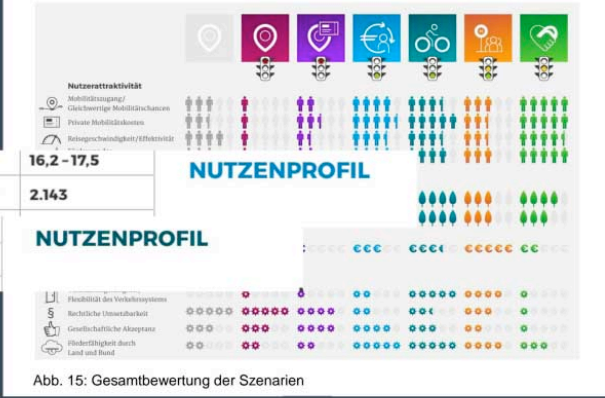 Nutzerattraktivität
Mobilitätszugang/
Gleichwertige Mobilitätschancen
Private Mobilitätskosten
Reisegeschwindigkeit/Effektivität
16,2 – 17,5
2.143
NUTZENPROFIL
NUTZENPROFIL
Flexibilität des Verkehrssystems
Rechtliche Umsetzbarkeit
Gesellschaftliche Akzeptanz
Förderfähigkeit durch
Land und Bund
Abb. 15: Gesamtbewertung der Szenarien